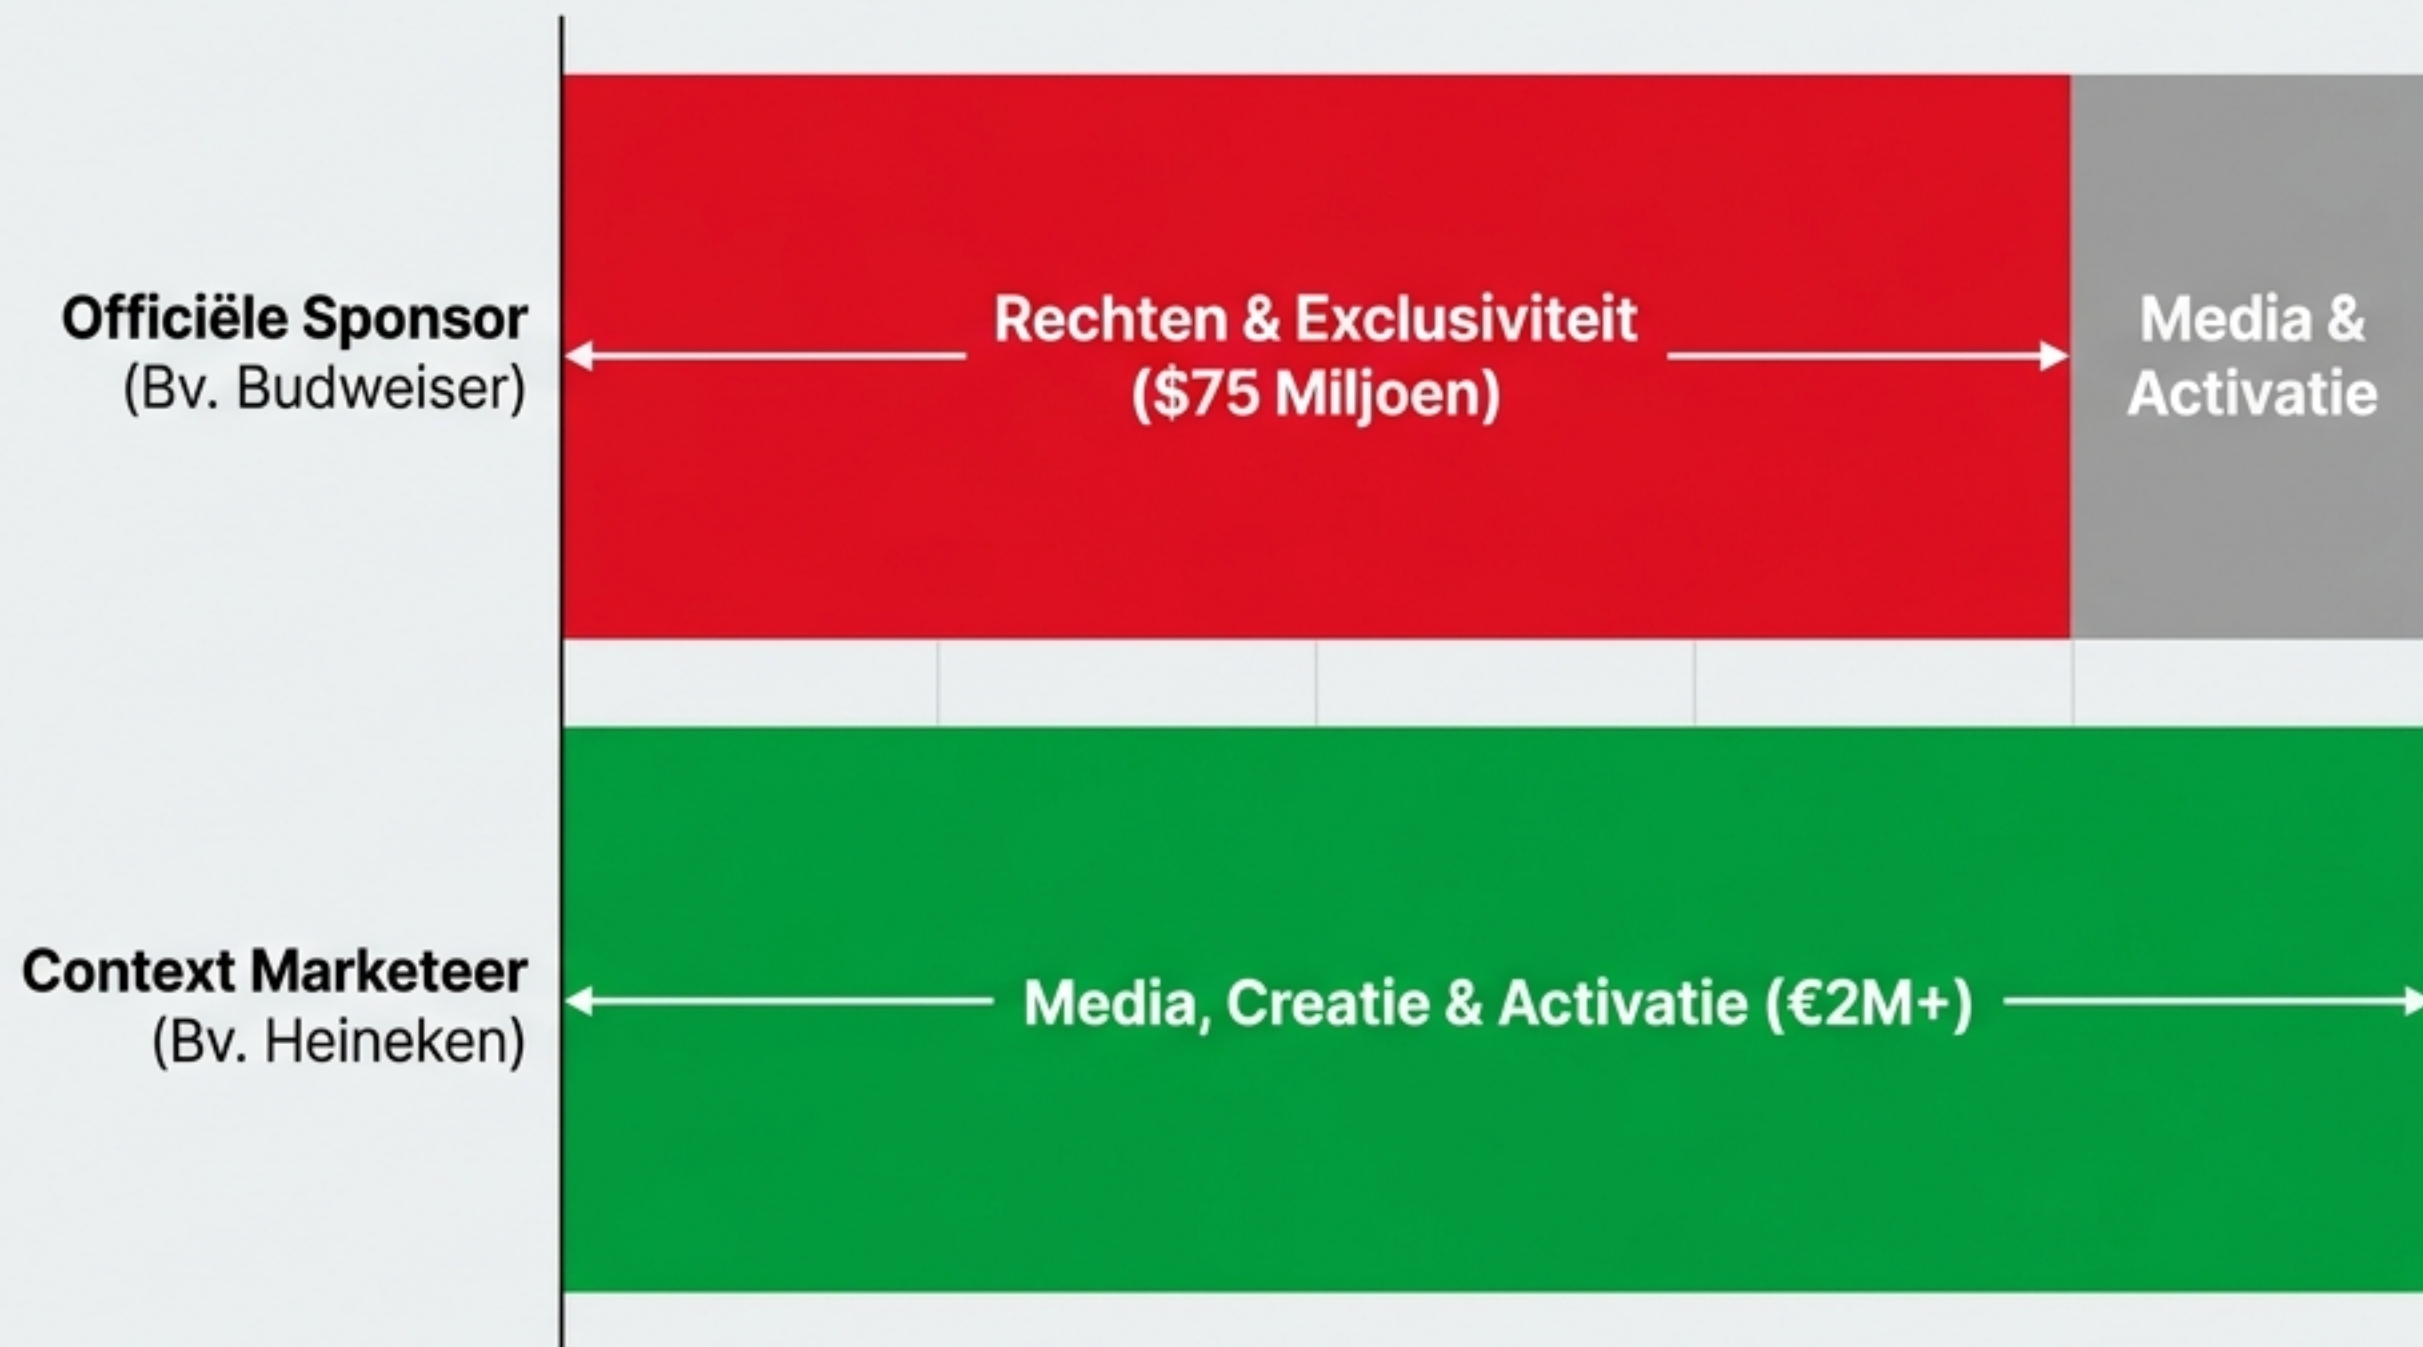 Officiële Sponsor
(Bv. Budweiser)
Rechten & Exclusiviteit
($75 Miljoen)
Media &
Activatie
Context Marketeer
(Bv. Heineken)
Media, Creatie & Activatie (€2M+)